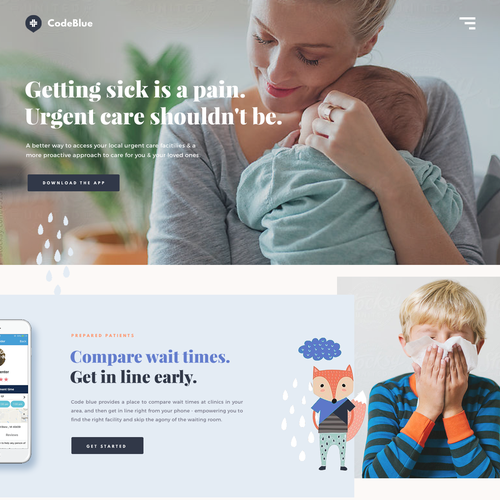 CodeBlue
Getting sick is a pain.
Urgent care shouldn't be.
A better way to access your local urgent care facilities & a
more proactive approach to care for you & your loved ones
DOWNLOAD THE APP
PREPARED PATIENTS
Compare wait times.
Get in line early.
Code blue provides a place to compare wait times at clinics in your
area, and then get in line right from your phone - empowering you to
find the right facility and skip the agony of the waiting room.
GET STARTED